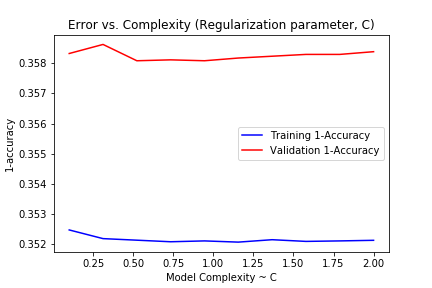 Error vs. Complexity (Regularization parameter, C)
1-accuracy
0.358
0.357
0.356
0.355
0.354
0.353
0.352
Training 1-Accuracy
Validation 1-Accuracy
0.25 0.50 0.75 1.00 1.25 1.50 1.75 2.00
Model Complexity ~ C